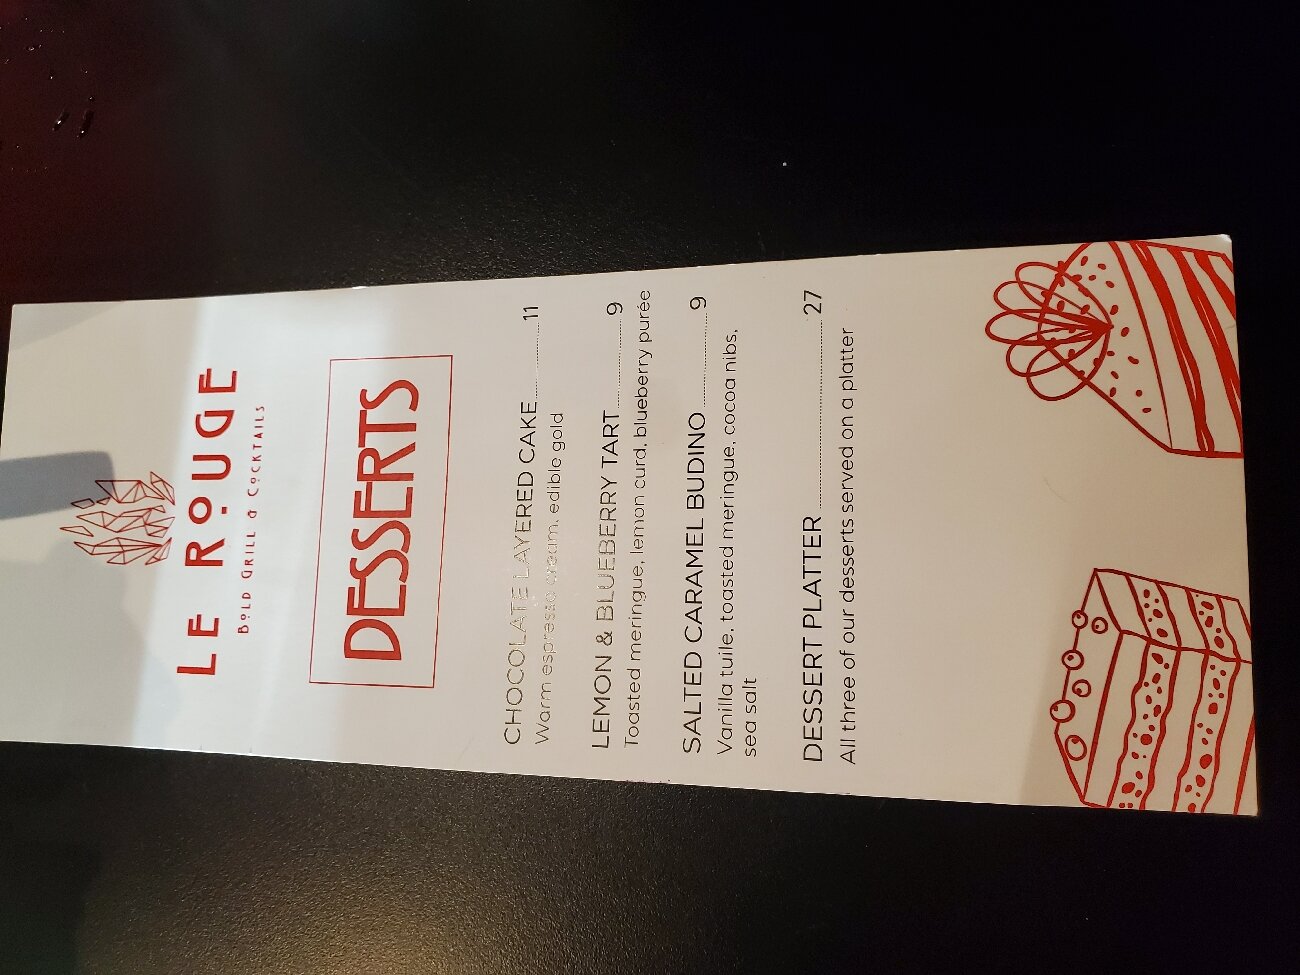 LE ROUGE
BOLD GRILL & COCKTAILS
DESSERTS
CHOCOLATE LAYERED CAKE 11
Warm espresso cream, edible gold
LEMON & BLUEBERRY TART 9
Toasted meringue, lemon curd, blueberry purée
SALTED CARAMEL BUDINO 9
Vanilla tuile, toasted meringue, cocoa nibs,
sea salt
DESSERT PLATTER 27
All three of our desserts served on a platter